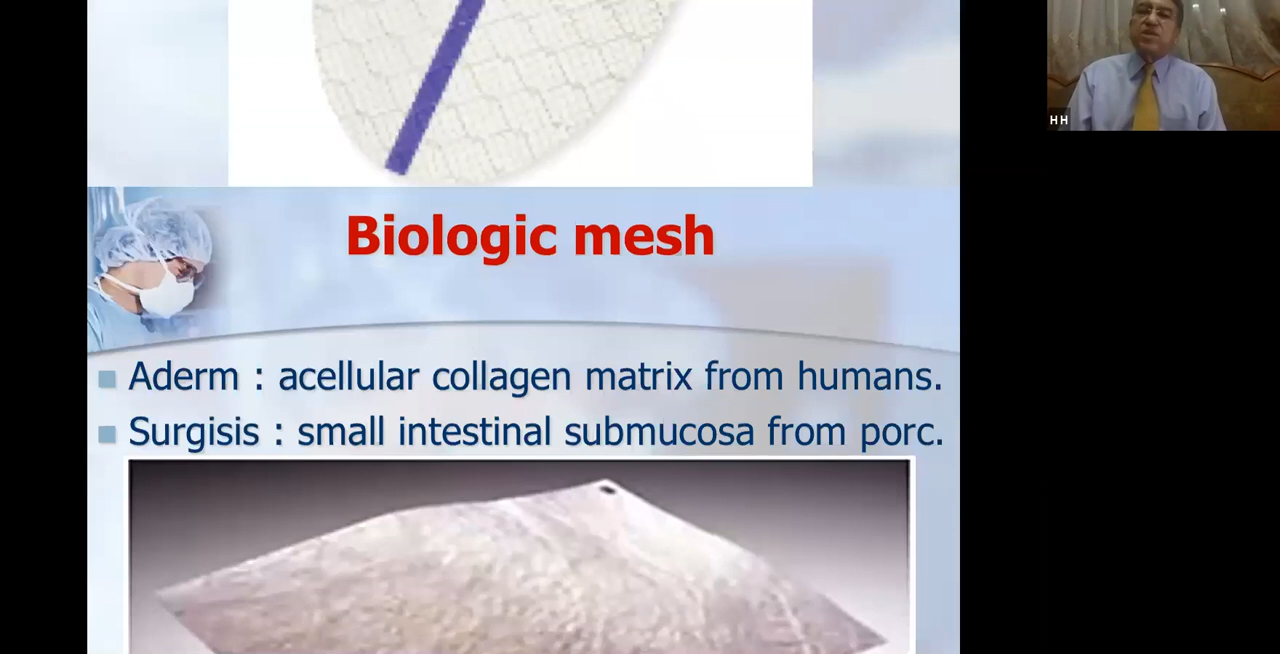 HH
Biologic mesh
Aderm : acellular collagen matrix from humans.
Surgisis : small intestinal submucosa from porc.